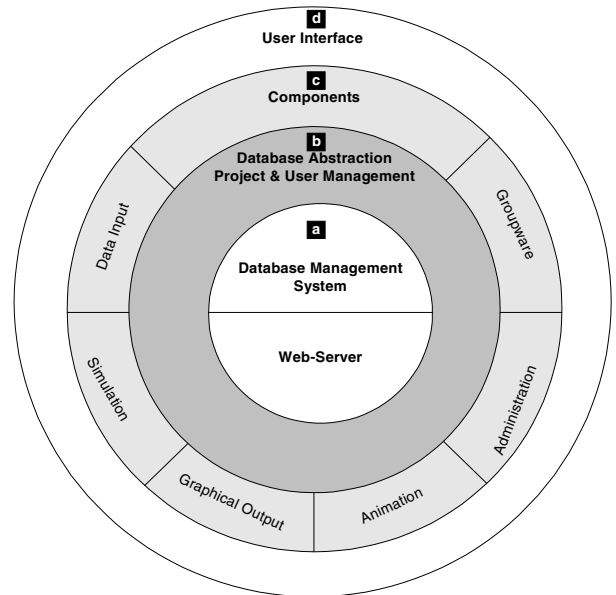 d
User Interface
c
Components
b
Database Abstraction
Project & User Management
a
Database Management
System
Web-Server
Data Input
Groupware
Simulation
Administration
Graphical Output
Animation